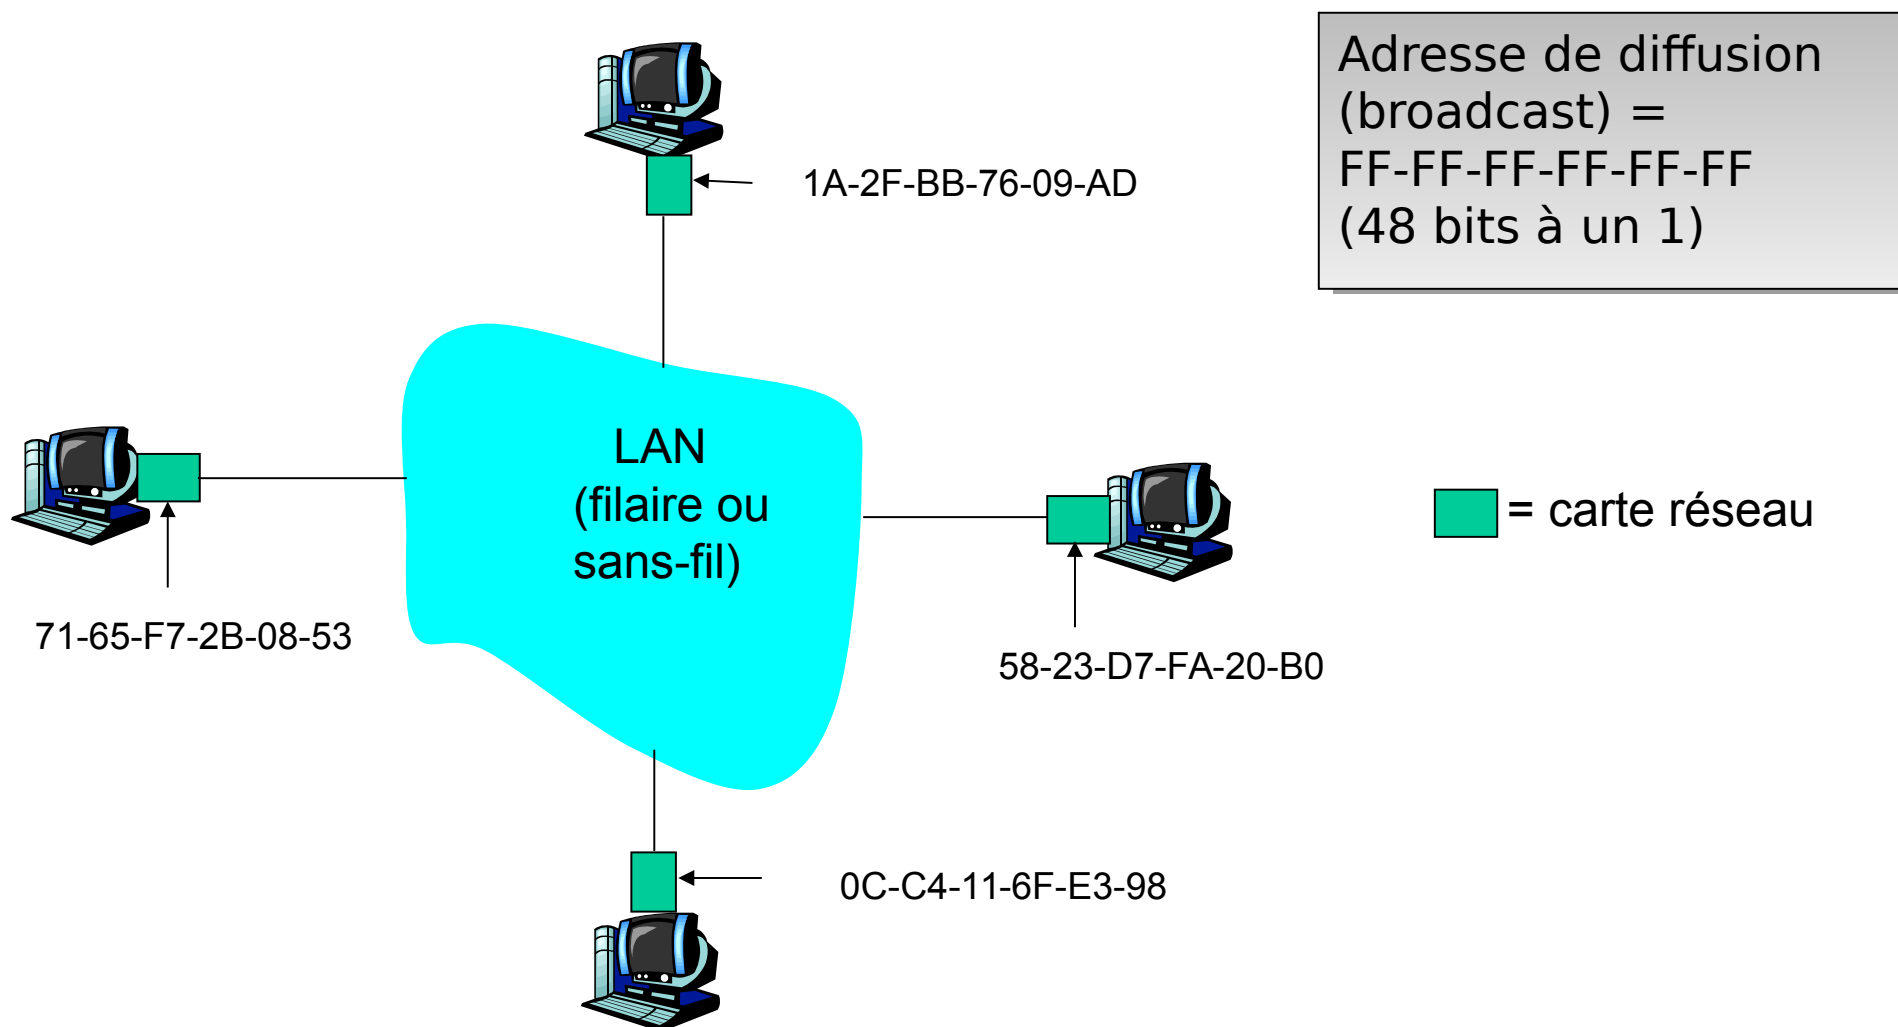 Adresse de diffusion
(broadcast) =
FF-FF-FF-FF-FF-FF
(48 bits à un 1)
1A-2F-BB-76-09-AD
LAN
(filaire ou
sans-fil)
= carte réseau
71-65-F7-2B-08-53
58-23-D7-FA-20-B0
0C-C4-11-6F-E3-98